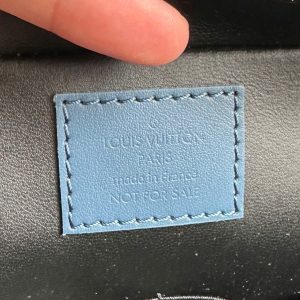 LOUIS VUITTON
PARIS
made in France
NOT FOR SALE